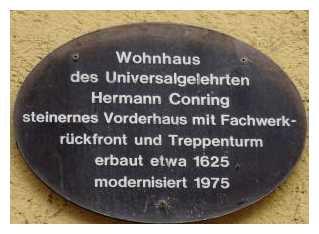 Wohnhaus
des Universalgelehrten
Hermann Conring
steinernes Vorderhaus mit Fachwerk-
rückfront und Treppenturm
erbaut etwa 1625
modernisiert 1975